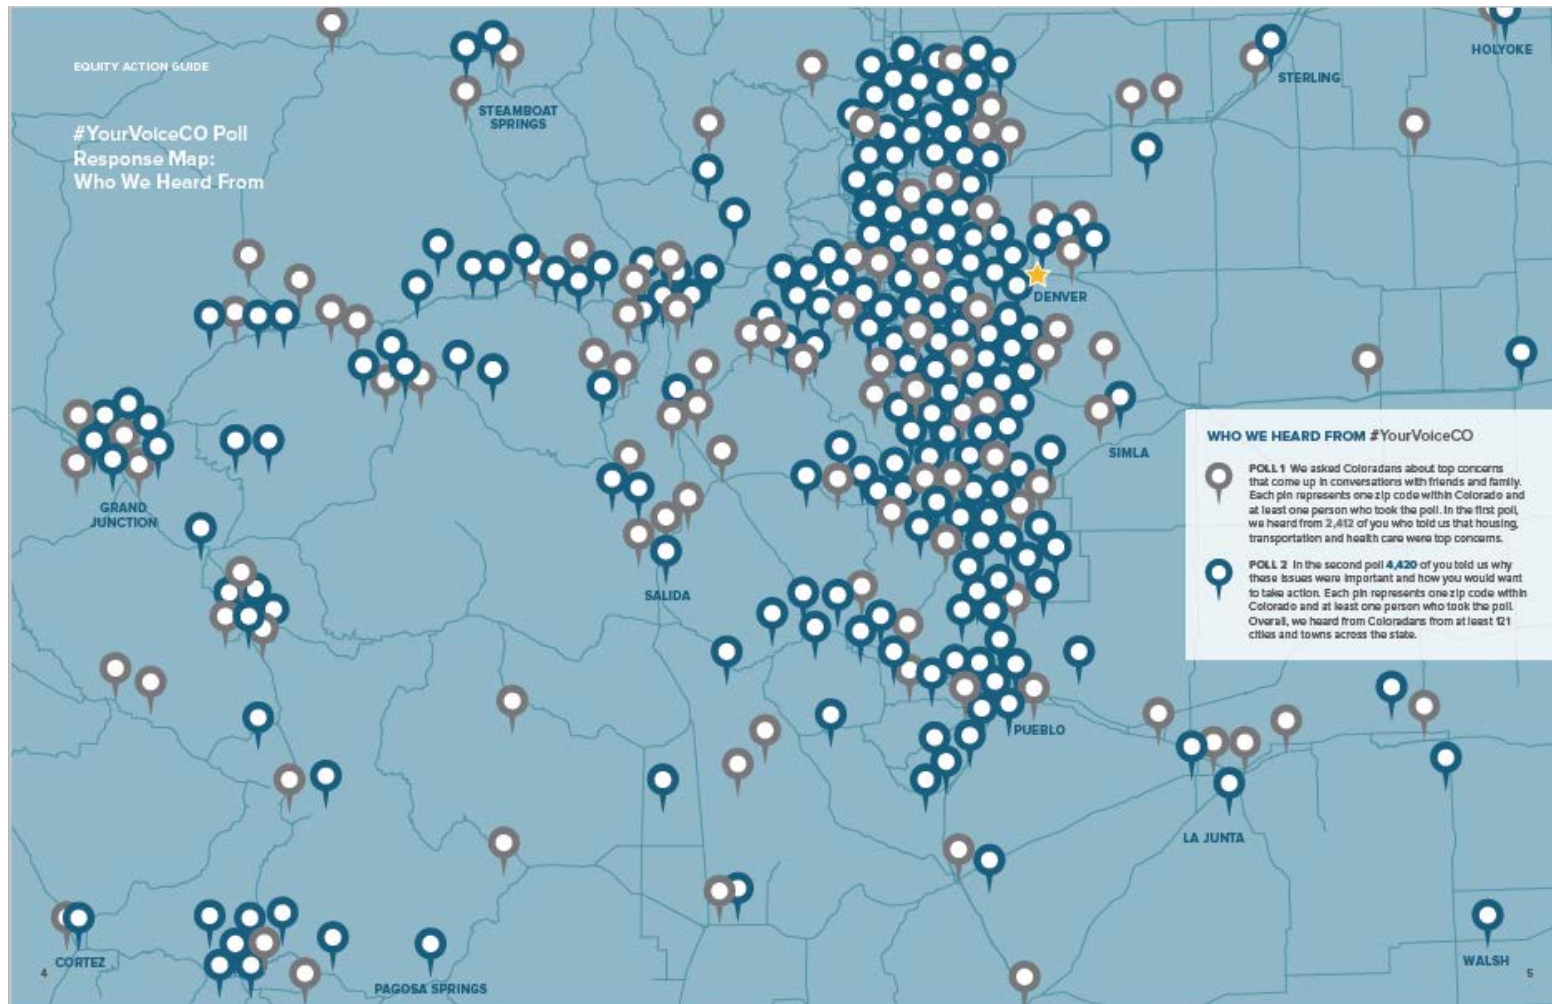 EQUITY ACTION GUIDE
#YourVoiceCO Poll
Response Map:
Who We Heard From
HOLYOKE
STERLING
STEAMBOAT
SPRINGS
DENVER
SIMLA
GRAND
JUNCTION
SALIDA
PUEBLO
LA JUNTA
CORTEZ
PAGOSA SPRINGS
WALSH
WHO WE HEARD FROM #YourVoiceCO
POLL 1 We asked Coloradans about top concerns
that come up in conversations with friends and family.
Each pin represents one zip code within Colorado and
at least one person who took the poll. In the first poll,
we heard from 2,412 of you who told us that housing,
transportation and health care were top concerns.
POLL 2 In the second poll 4,420 of you told us why
these issues were important and how you would want
to take action. Each pin represents one zip code within
Colorado and at least one person who took the poll.
Overall, we heard from Coloradans from at least 121
cities and towns across the state.
4
5